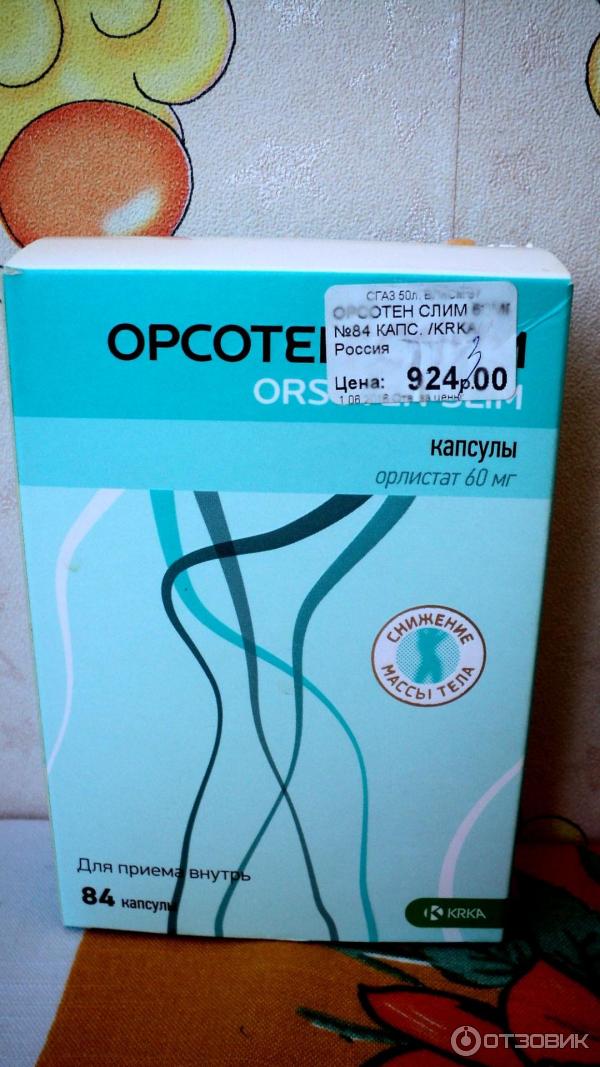 СГАЗ 50л.
ОРСОТЕН СЛИМ
№84 КАПС. /KRKA
Россия
Цена: 924р.00
3
капсулы
орлистат 60 мг
СНИЖЕНИЕ
МАССЫ ТЕЛА
Для приема внутрь
84 капсулы
KRKA
ОТЗОВИК